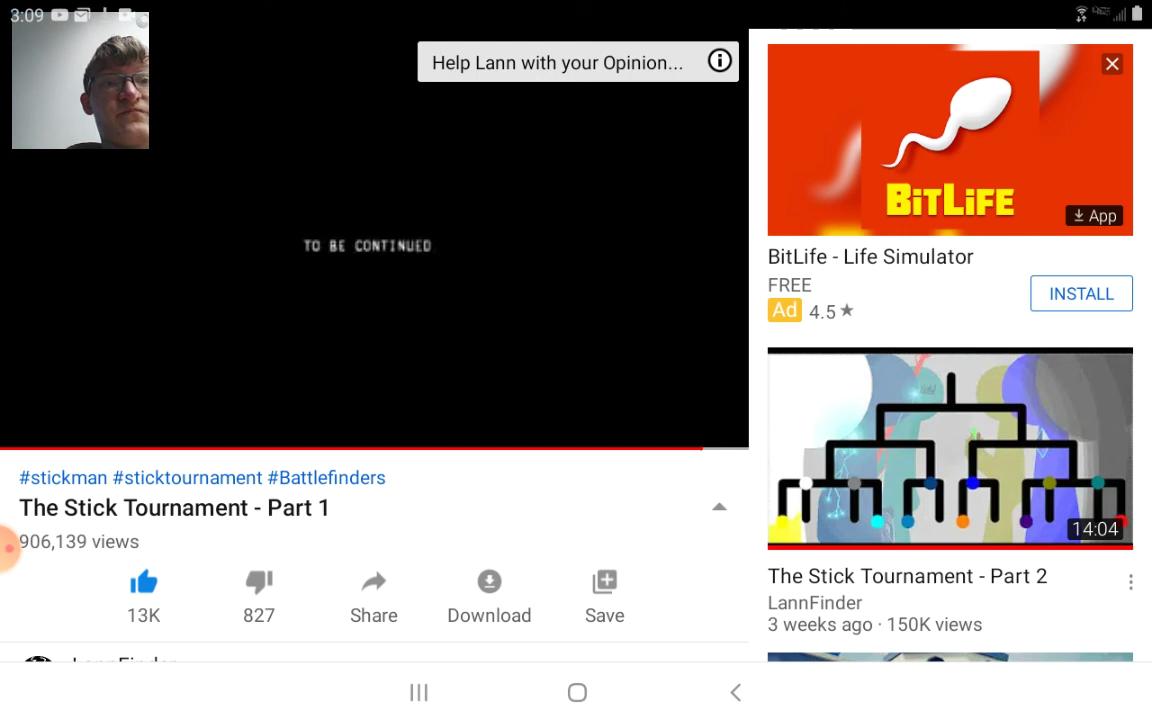 3:09
Help Lann with your Opinion...
TO BE CONTINUED
#stickman #sticktournament #Battlefinders
The Stick Tournament - Part 1
906,139 views
13K
827
Share
Download
Save
LannFinder
BITLIFE
App
BitLife - Life Simulator
FREE
Ad 4.5★
INSTALL
14:04
The Stick Tournament - Part 2
LannFinder
3 weeks ago · 150K views